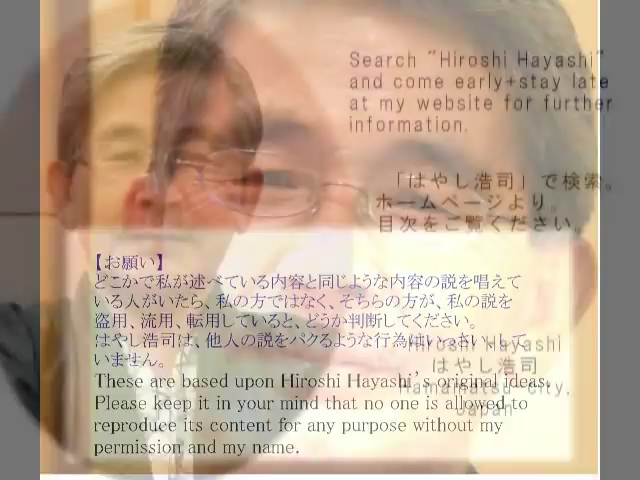 Search "Hiroshi Hayashi"
and come early+stay late
at my website for further
information.
「はやし浩司」で検索。
ホームページより。
目次をご覧ください。
【お願い】
どこかで私が述べている内容と同じような内容の説を唱えて
いる人がいたら、私の方ではなく、そちらの方が、私の説を
盗用、流用、転用していると、どうか判断してください。
はやし浩司は、他人の説をパクるような行為はいっさいして
いません。
These are based upon Hiroshi Hayashi's original ideas.
Please keep it in your mind that no one is allowed to
reproduce its content for any purpose without my
permission and my name.
Hiroshi Hayashi
はやし浩司
Hamamatsu-city,
Japan